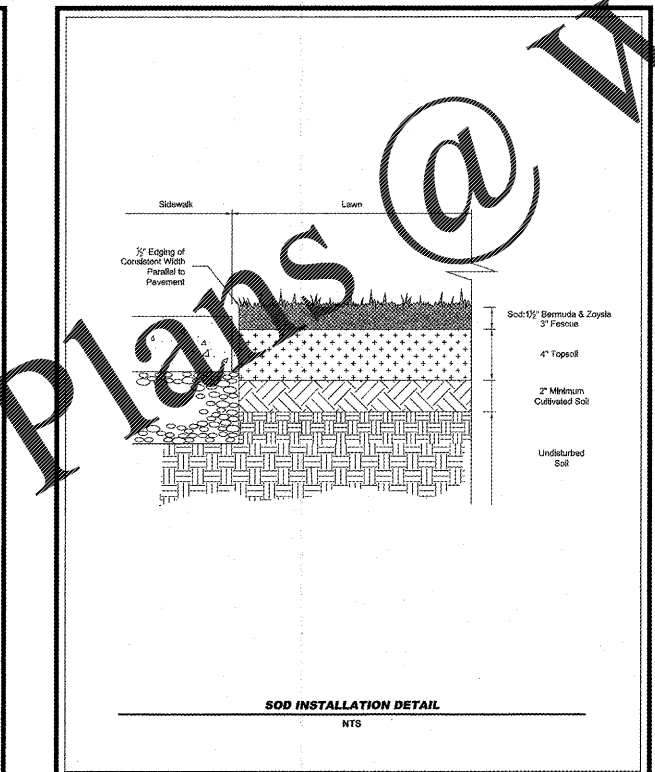 Sidewalk
Lawn
½" Edging of
Consistent Width
Parallel to
Pavement
Sod:1½" Bermuda & Zoysia
3" Fescue
4" Topsoil
2" Minimum
Cultivated Soil
Undisturbed
Soil
Plans @ W
SOD INSTALLATION DETAIL
NTS